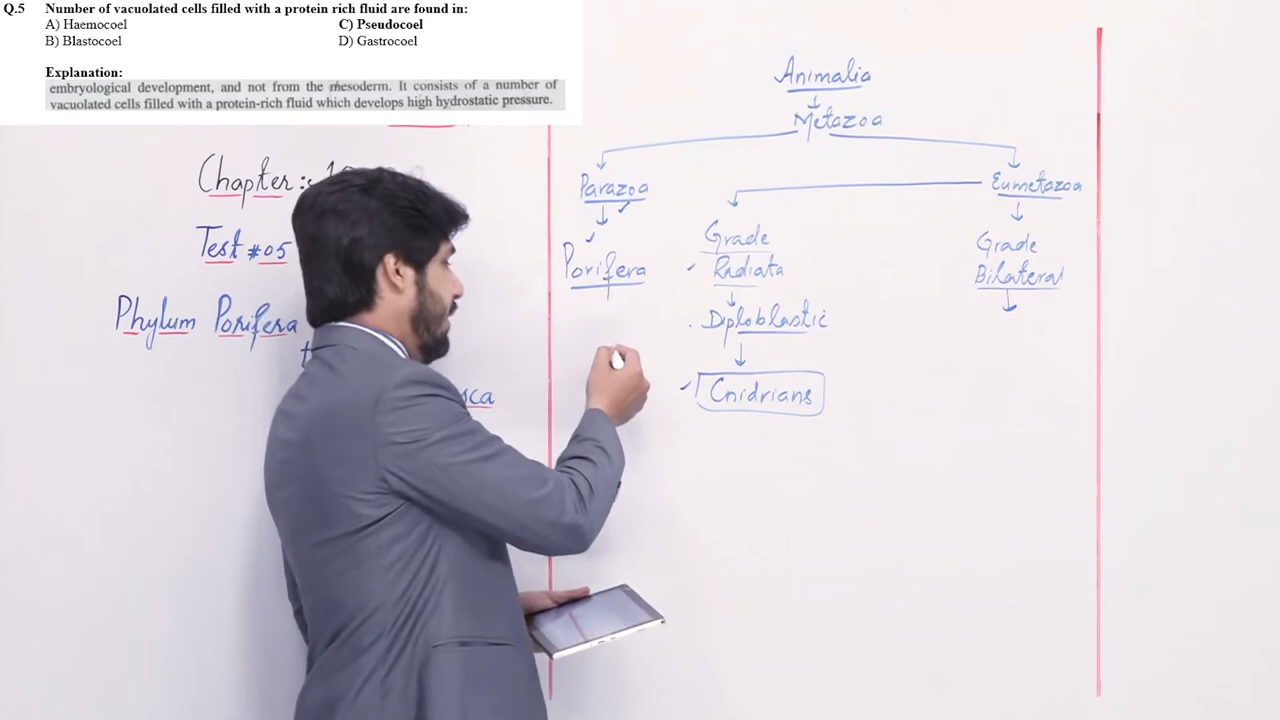 Q.5 Number of vacuolated cells filled with a protein rich fluid are found in:
A) Haemocoel C) Pseudocoel
B) Blastocoel D) Gastrocoel
Explanation:
embryological development, and not from the mesoderm. It consists of a number of
vacuolated cells filled with a protein-rich fluid which develops high hydrostatic pressure.
Chapter :
Test #05
Phylum Porifera
sca
Animalia
Metazoa
Parazoa
Eumetazoa
Porifera
Grade
Radiata
Diploblastic
Cnidrians
Grade
Bilateral